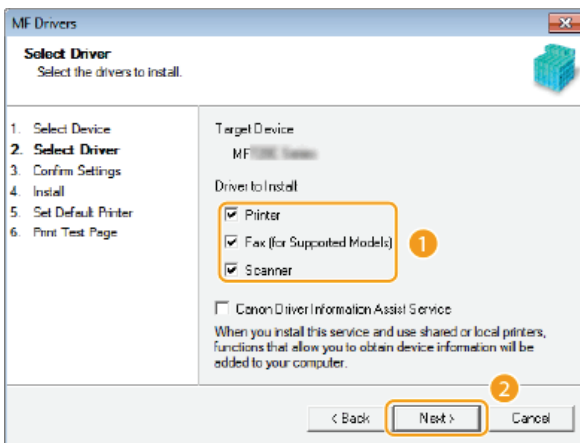 MF Drivers
Select Driver
Select the drivers to install.
1. Select Device
2. Select Driver
3. Confirm Settings
4. Install
5. Set Default Printer
6. Print Test Page
Target Device
MF
Driver to Install
Printer
Fax (for Supported Models)
Scanner
1
Canon Driver Information Assist Service
When you install this service and use shared or local printers,
functions that allow you to obtain device information will be
added to your computer.
2
< Back
Next >
Cancel